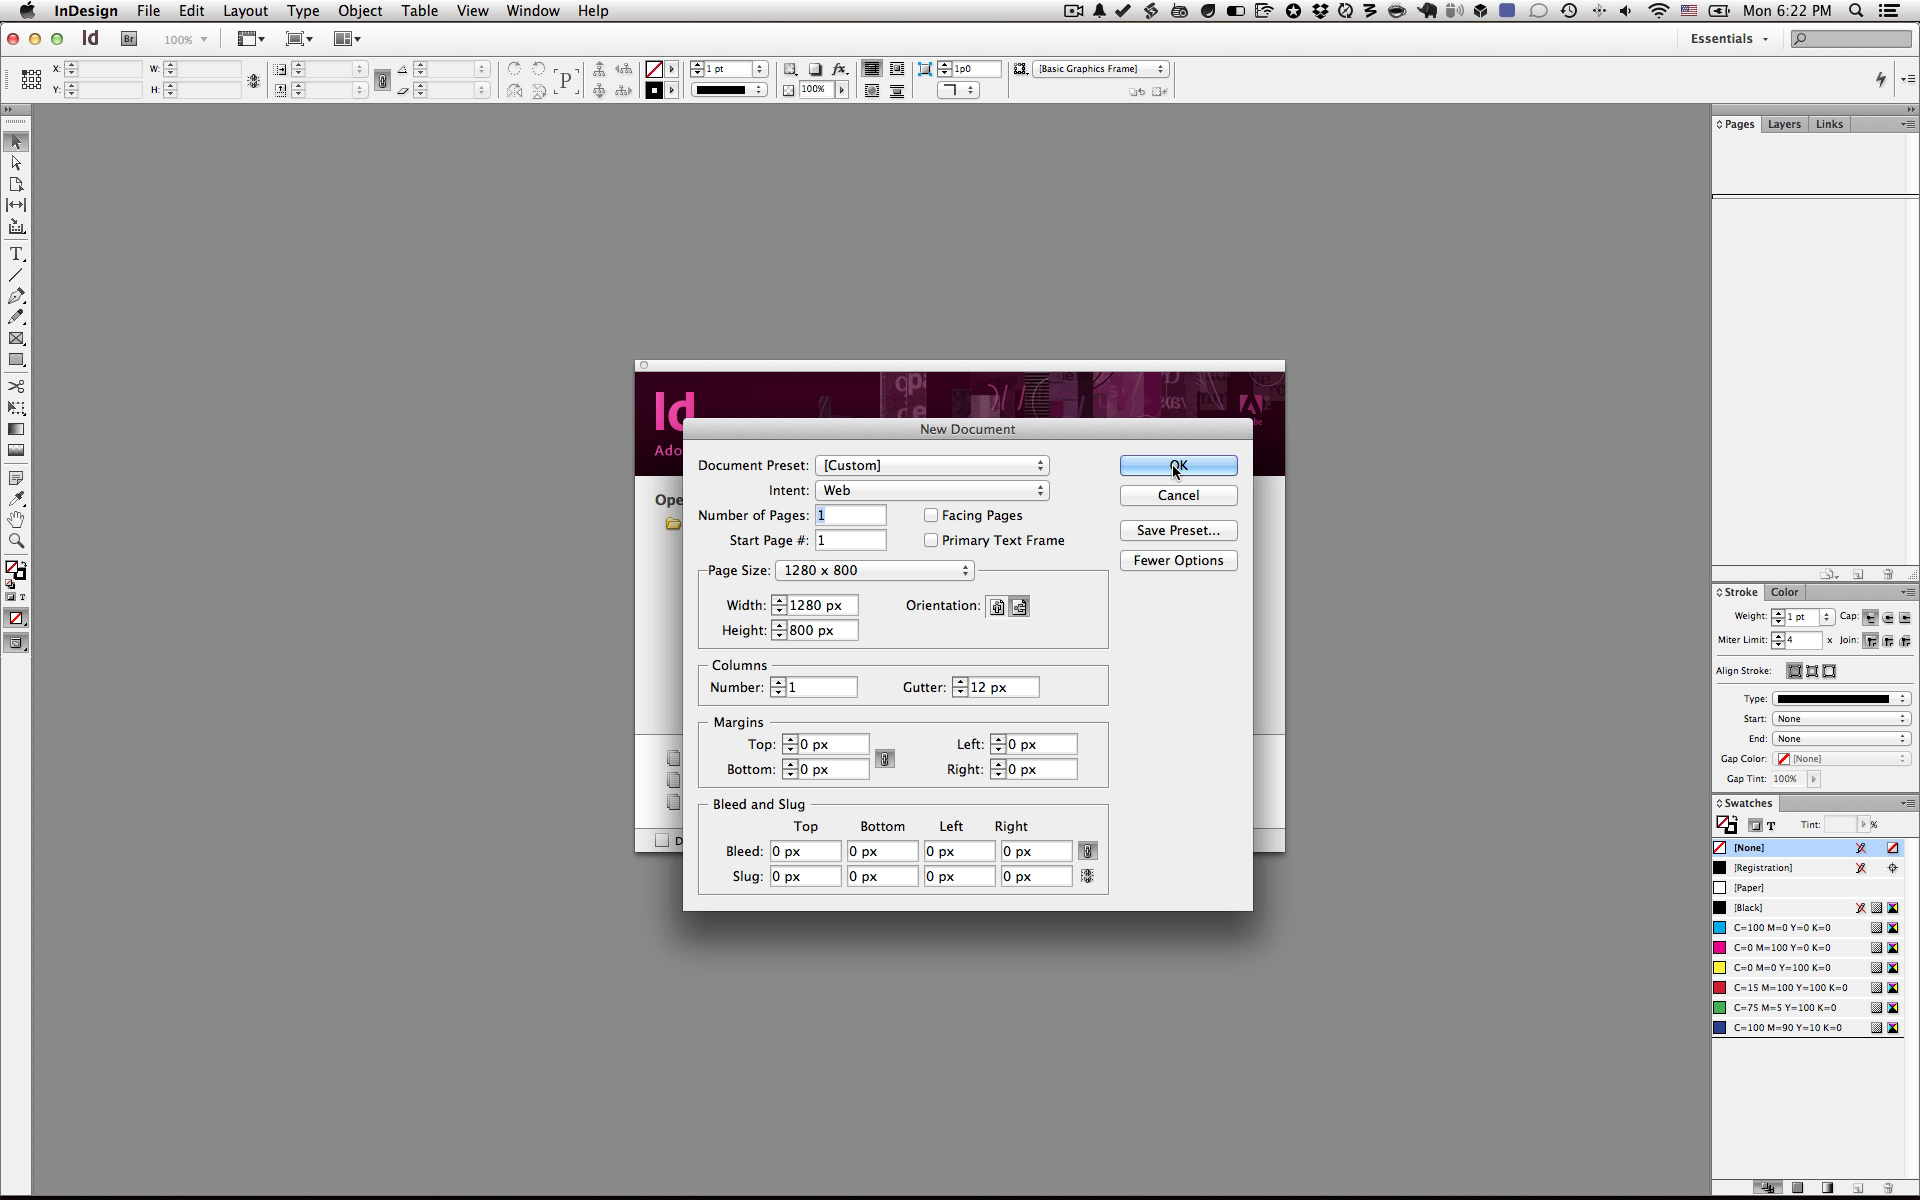 InDesign File Edit Layout Type Object Table View Window Help Mon 6:22 PM
Id Br 100% Essentials
X: W: 1 pt 1p0 [Basic Graphics Frame]
Y: H: P 100%
fx
Pages Layers Links
T
Id
Ado
Ope
D
New Document
Document Preset: [Custom] OK
Intent: Web Cancel
Number of Pages: 1 Facing Pages
Save Preset...
Start Page #: 1 Primary Text Frame
Fewer Options
Page Size: 1280 x 800
Width: 1280 px Orientation:
Height: 800 px
Columns
Number: 1 Gutter: 12 px
Margins
Top: 0 px Left: 0 px
Bottom: 0 px Right: 0 px
Bleed and Slug
Top Bottom Left Right
Bleed: 0 px 0 px 0 px 0 px
Slug: 0 px 0 px 0 px 0 px
Stroke Color
Weight: 1 pt Cap:
Miter Limit: 4 x Join:
Align Stroke:
Type:
Start: None
End: None
Gap Color: [None]
Gap Tint: 100%
Swatches
T Tint: %
[None]
[Registration]
[Paper]
[Black]
C=100 M=0 Y=0 K=0
C=0 M=100 Y=0 K=0
C=0 M=0 Y=100 K=0
C=15 M=100 Y=100 K=0
C=75 M=5 Y=100 K=0
C=100 M=90 Y=10 K=0